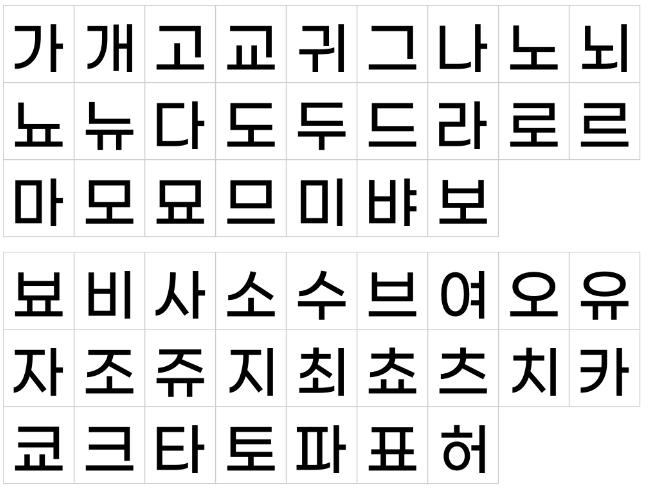 가 개 고 교 귀 그 나 노 뇌
뇨 뉴 다 도 두 드 라 로 르
마 모 묘 므 미 뱌 보
뵤 비 사 소 수 브 여 오 유
자 조 쥬 지 최 쵸 츠 치 카
쿄 크 타 토 파 표 허